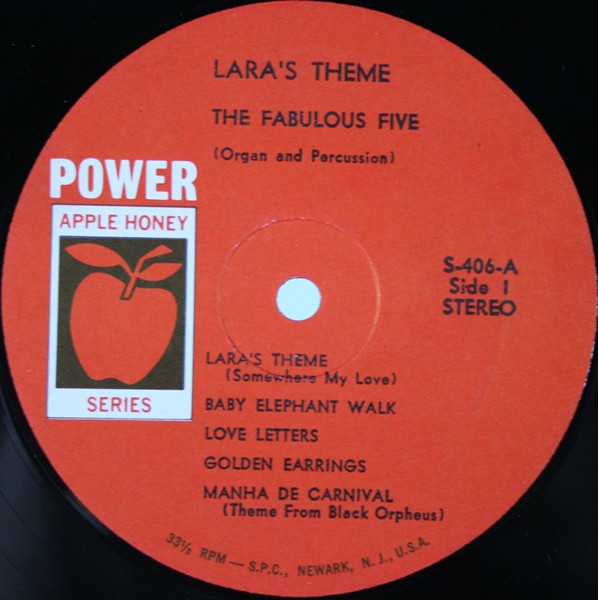 LARA'S THEME
THE FABULOUS FIVE
(Organ and Percussion)
POWER
APPLE HONEY
SERIES
S-406-A
Side 1
STEREO
LARA'S THEME
(Somewhere My Love)
BABY ELEPHANT WALK
LOVE LETTERS
GOLDEN EARRINGS
MANHA DE CARNIVAL
(Theme From Black Orpheus)
33⅓ RPM — S.P.C., NEWARK, N. J., U.S.A.